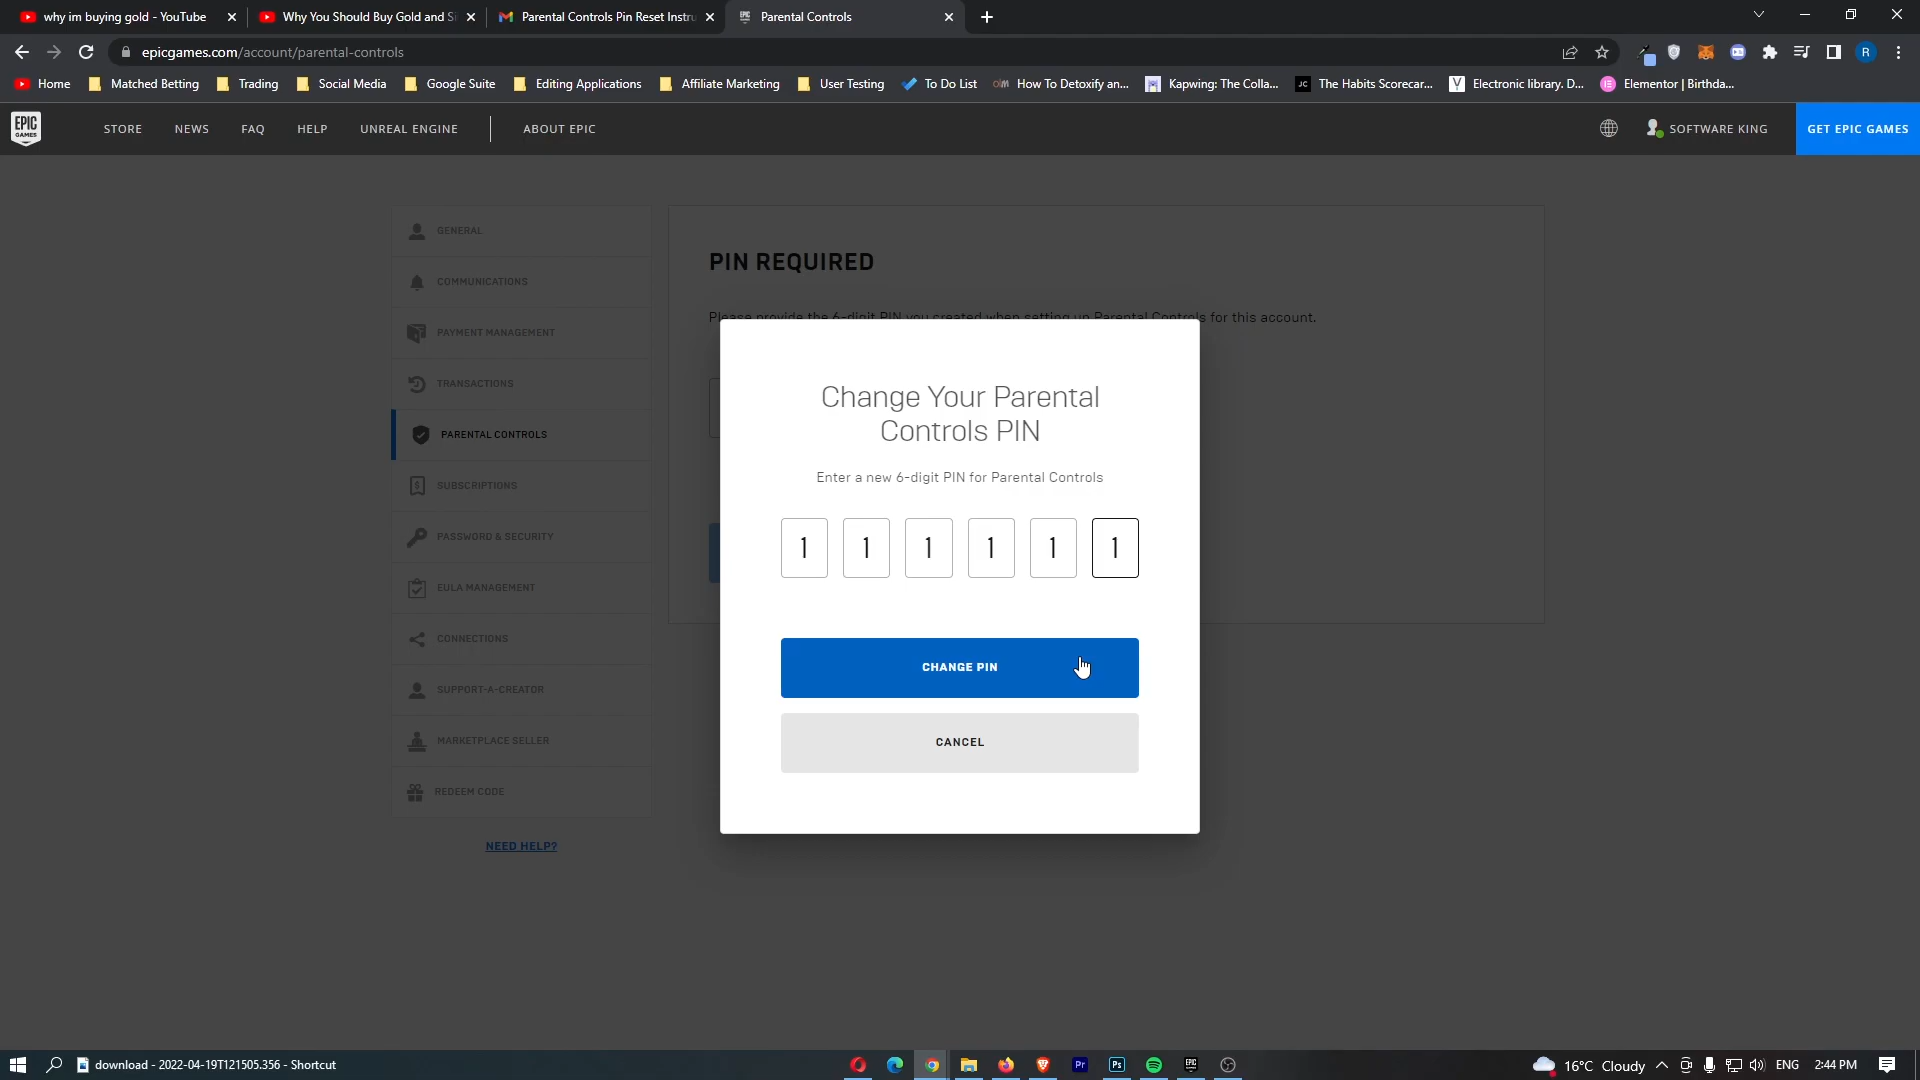 why im buying gold - YouTube
Why You Should Buy Gold and Si
Parental Controls Pin Reset Instru
Parental Controls
epicgames.com/account/parental-controls
R
Home
Matched Betting
Trading
Social Media
Google Suite
Editing Applications
Affiliate Marketing
User Testing
To Do List
How To Detoxify an...
Kapwing: The Colla...
JC
The Habits Scorecar...
Electronic library. D...
Elementor | Birthda...
EPIC
GAMES
STORE
NEWS
FAQ
HELP
UNREAL ENGINE
ABOUT EPIC
SOFTWARE KING
GET EPIC GAMES
GENERAL
COMMUNICATIONS
PAYMENT MANAGEMENT
TRANSACTIONS
PARENTAL CONTROLS
SUBSCRIPTIONS
PASSWORD & SECURITY
EULA MANAGEMENT
CONNECTIONS
SUPPORT-A-CREATOR
MARKETPLACE SELLER
REDEEM CODE
NEED HELP?
PIN REQUIRED
Please provide the 6-digit PIN you created when setting up Parental Controls for this account.
Change Your Parental
Controls PIN
Enter a new 6-digit PIN for Parental Controls
1 1 1 1 1 1
CHANGE PIN
CANCEL
download - 2022-04-19T121505.356 - Shortcut
Pr
Ps
EPIC
16°C Cloudy
ENG
2:44 PM